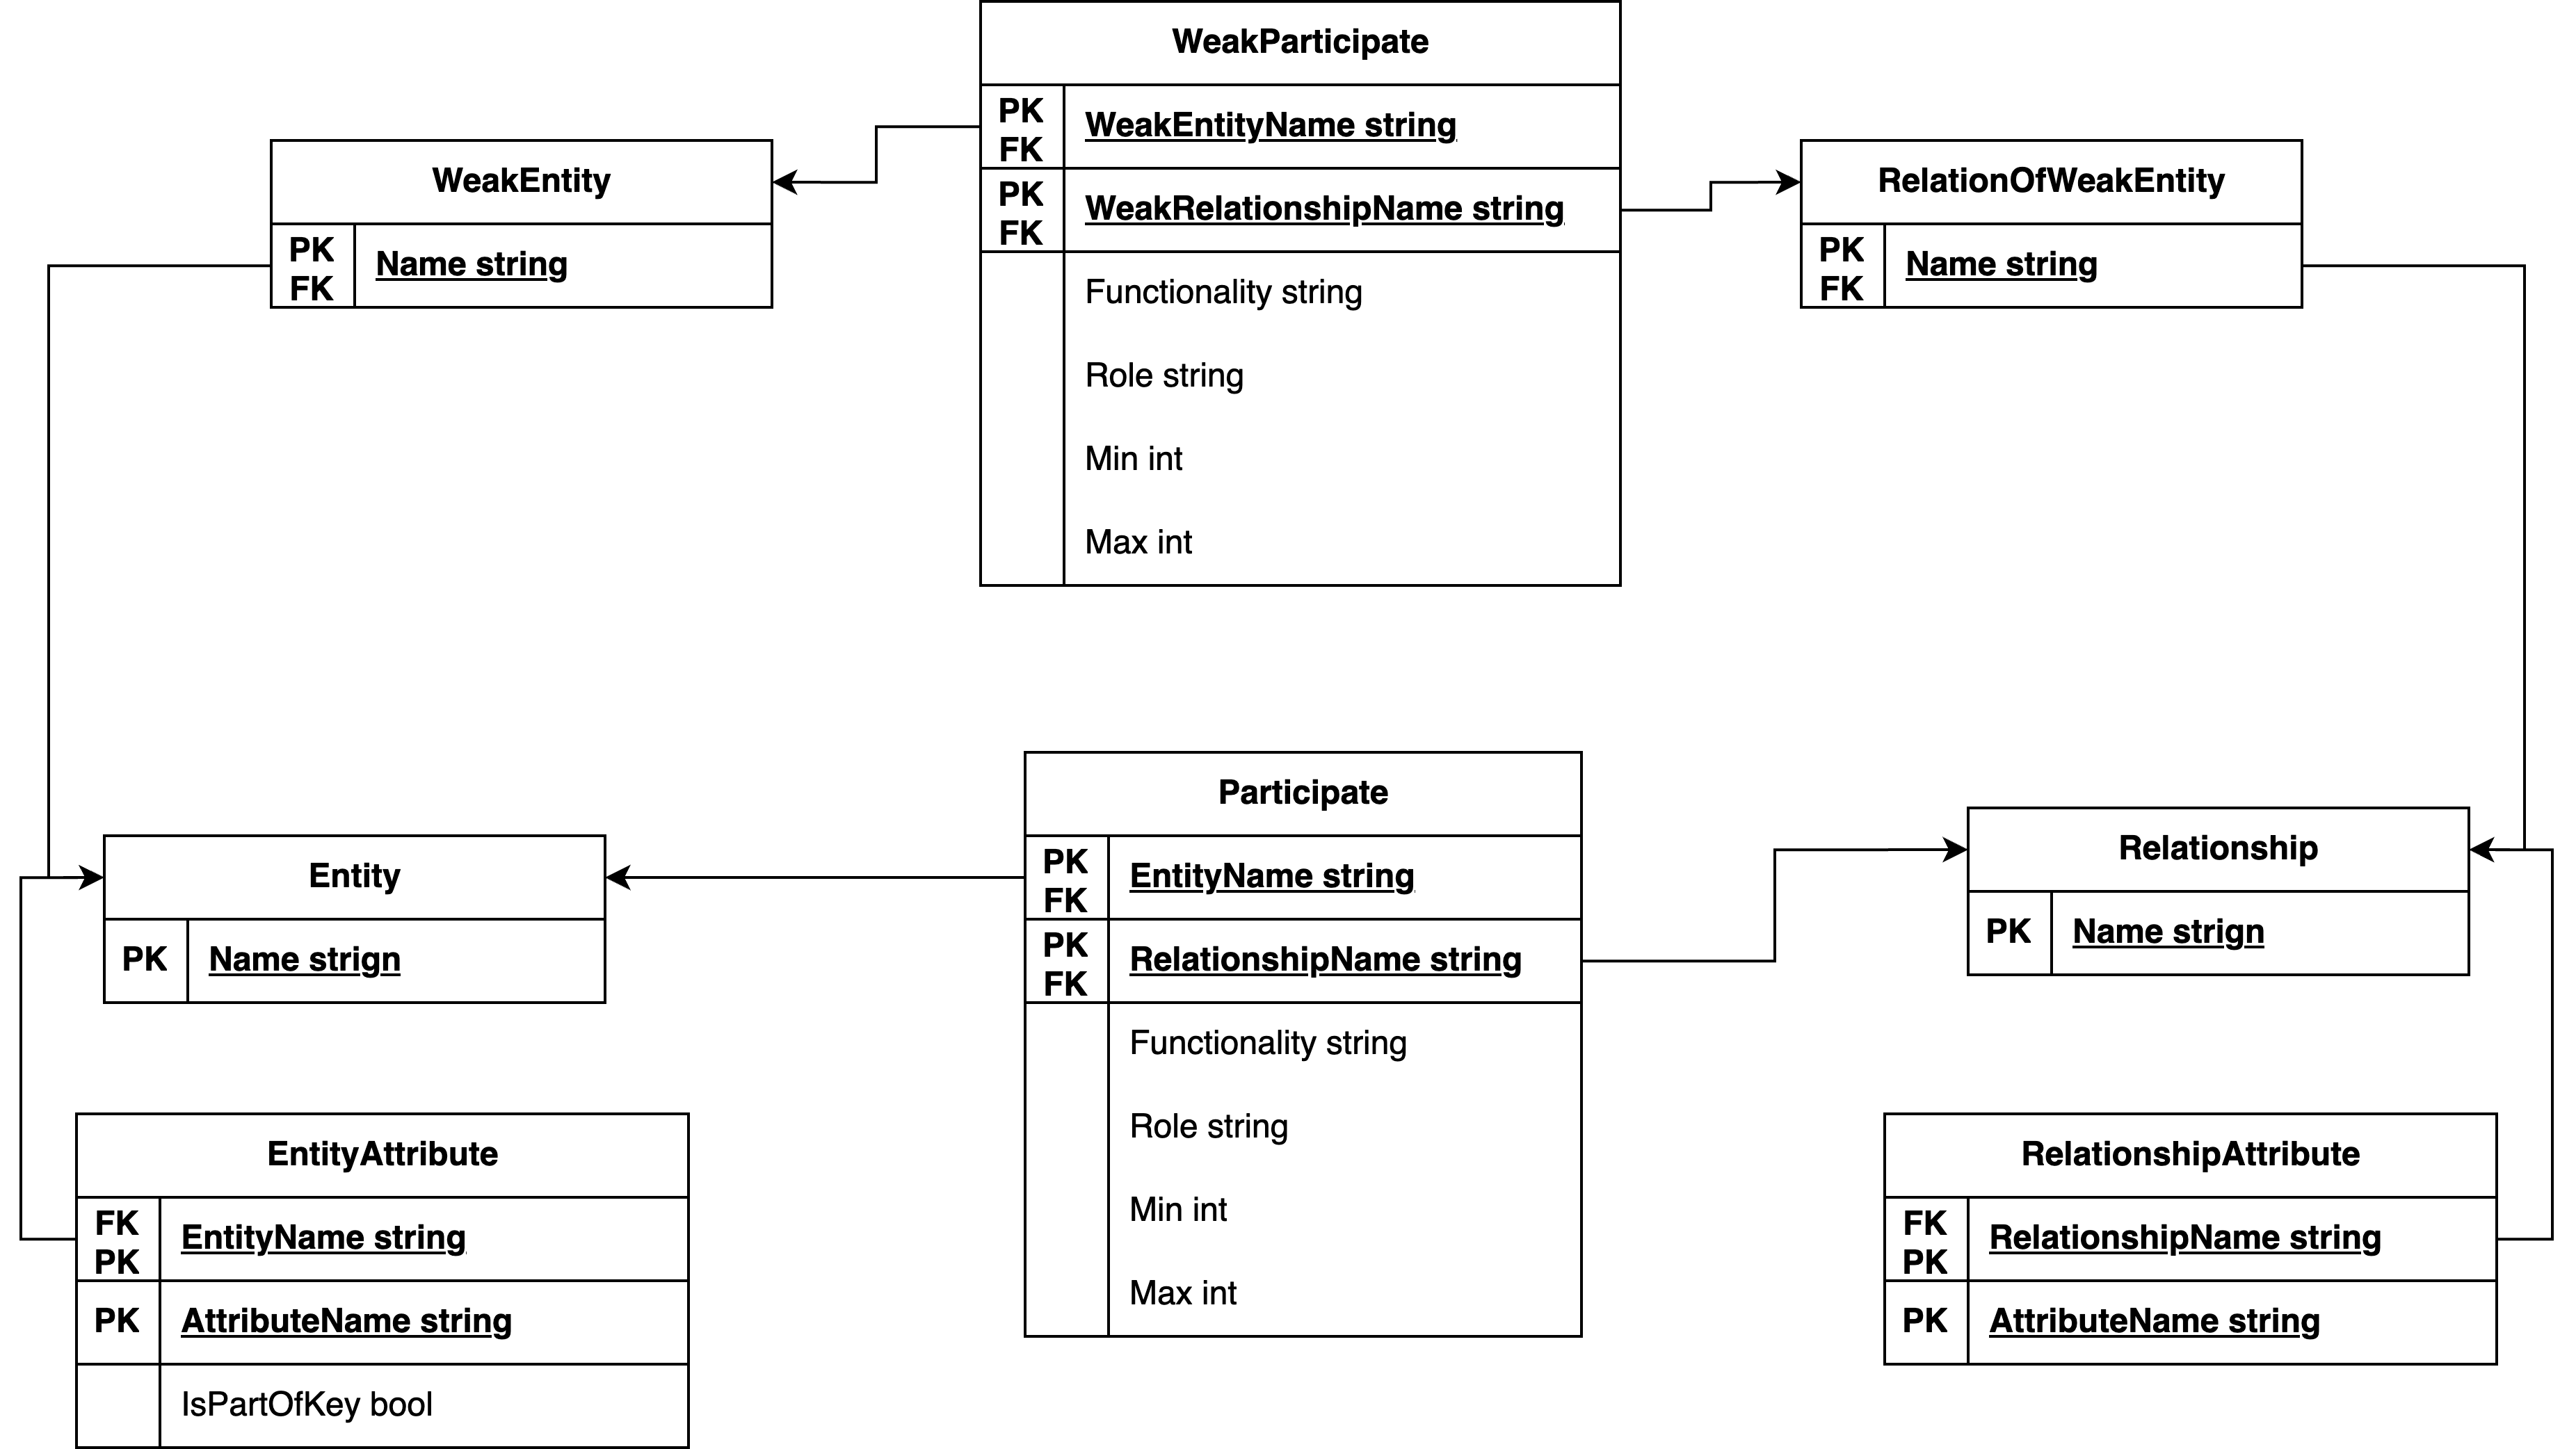 WeakParticipate
PK
FK
WeakEntityName string
PK
FK
WeakRelationshipName string
Functionality string
Role string
Min int
Max int
WeakEntity
PK
FK
Name string
RelationOfWeakEntity
PK
FK
Name string
Participate
PK
FK
EntityName string
PK
FK
RelationshipName string
Functionality string
Role string
Min int
Max int
Entity
PK
Name strign
Relationship
PK
Name strign
EntityAttribute
FK
PK
EntityName string
PK
AttributeName string
IsPartOfKey bool
RelationshipAttribute
FK
PK
RelationshipName string
PK
AttributeName string